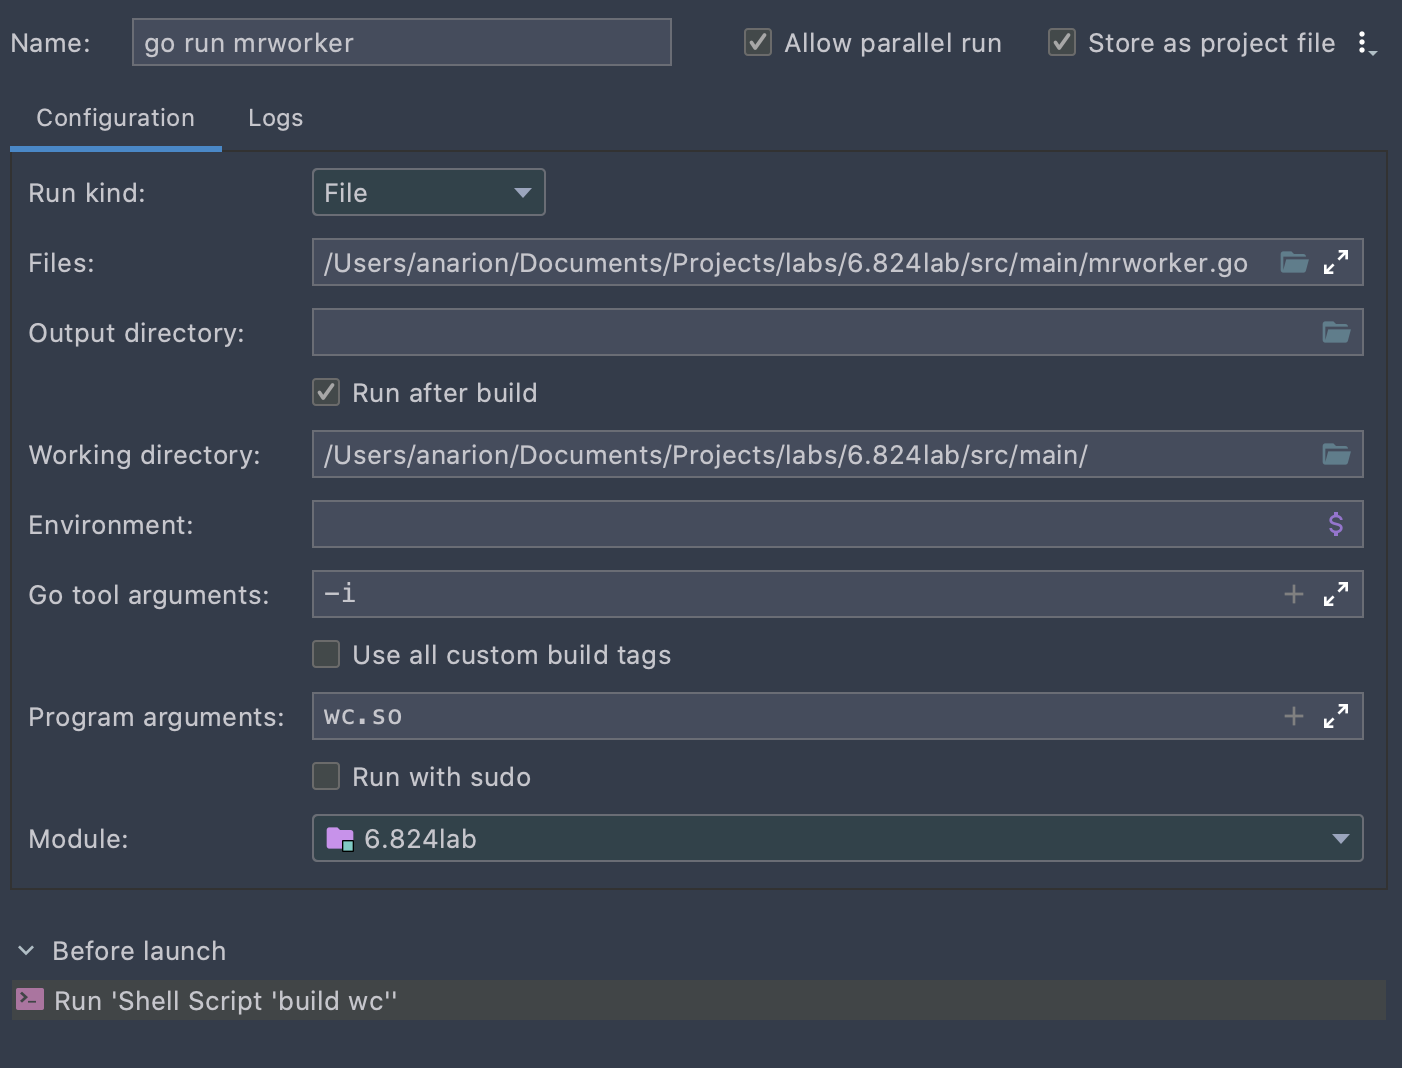 Name: go run mrworker Allow parallel run Store as project file
Configuration Logs
Run kind: File
Files: /Users/anarion/Documents/Projects/labs/6.824lab/src/main/mrworker.go
Output directory:
Run after build
Working directory: /Users/anarion/Documents/Projects/labs/6.824lab/src/main/
Environment: $
Go tool arguments: -i
Use all custom build tags
Program arguments: wc.so
Run with sudo
Module: 6.824lab
Before launch
Run 'Shell Script 'build wc''